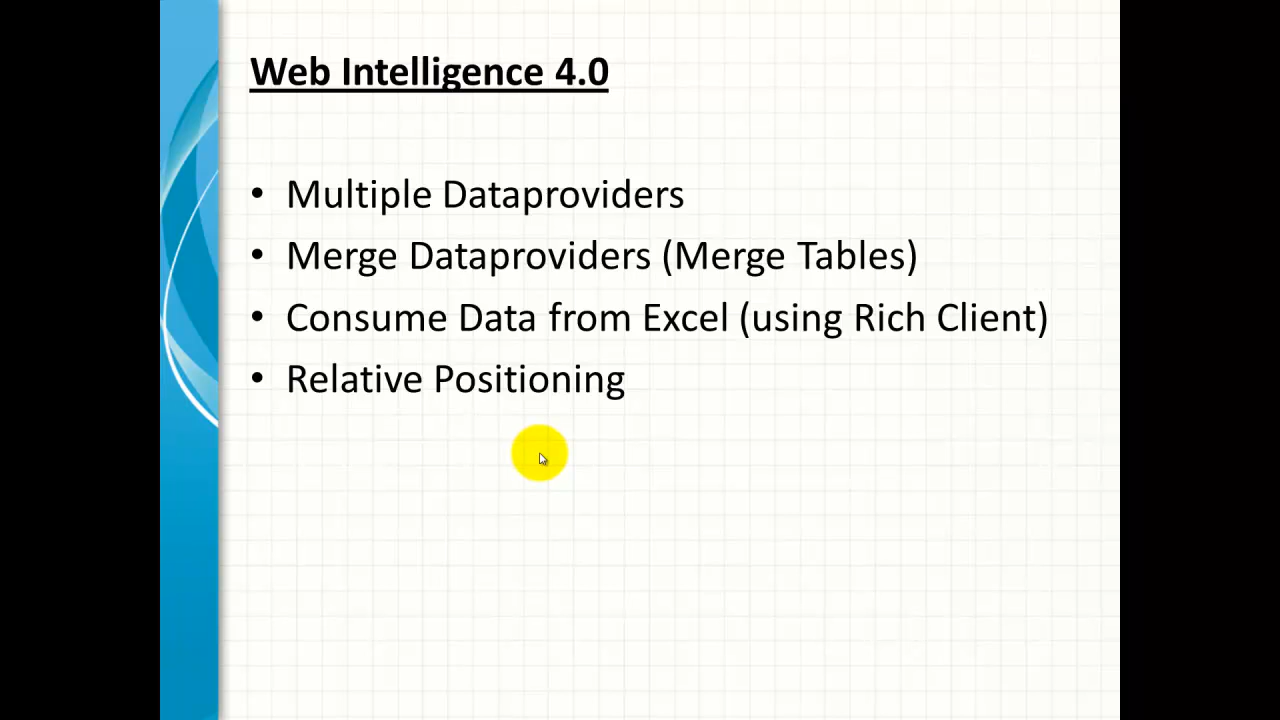 Web Intelligence 4.0
• Multiple Dataproviders
• Merge Dataproviders (Merge Tables)
• Consume Data from Excel (using Rich Client)
• Relative Positioning